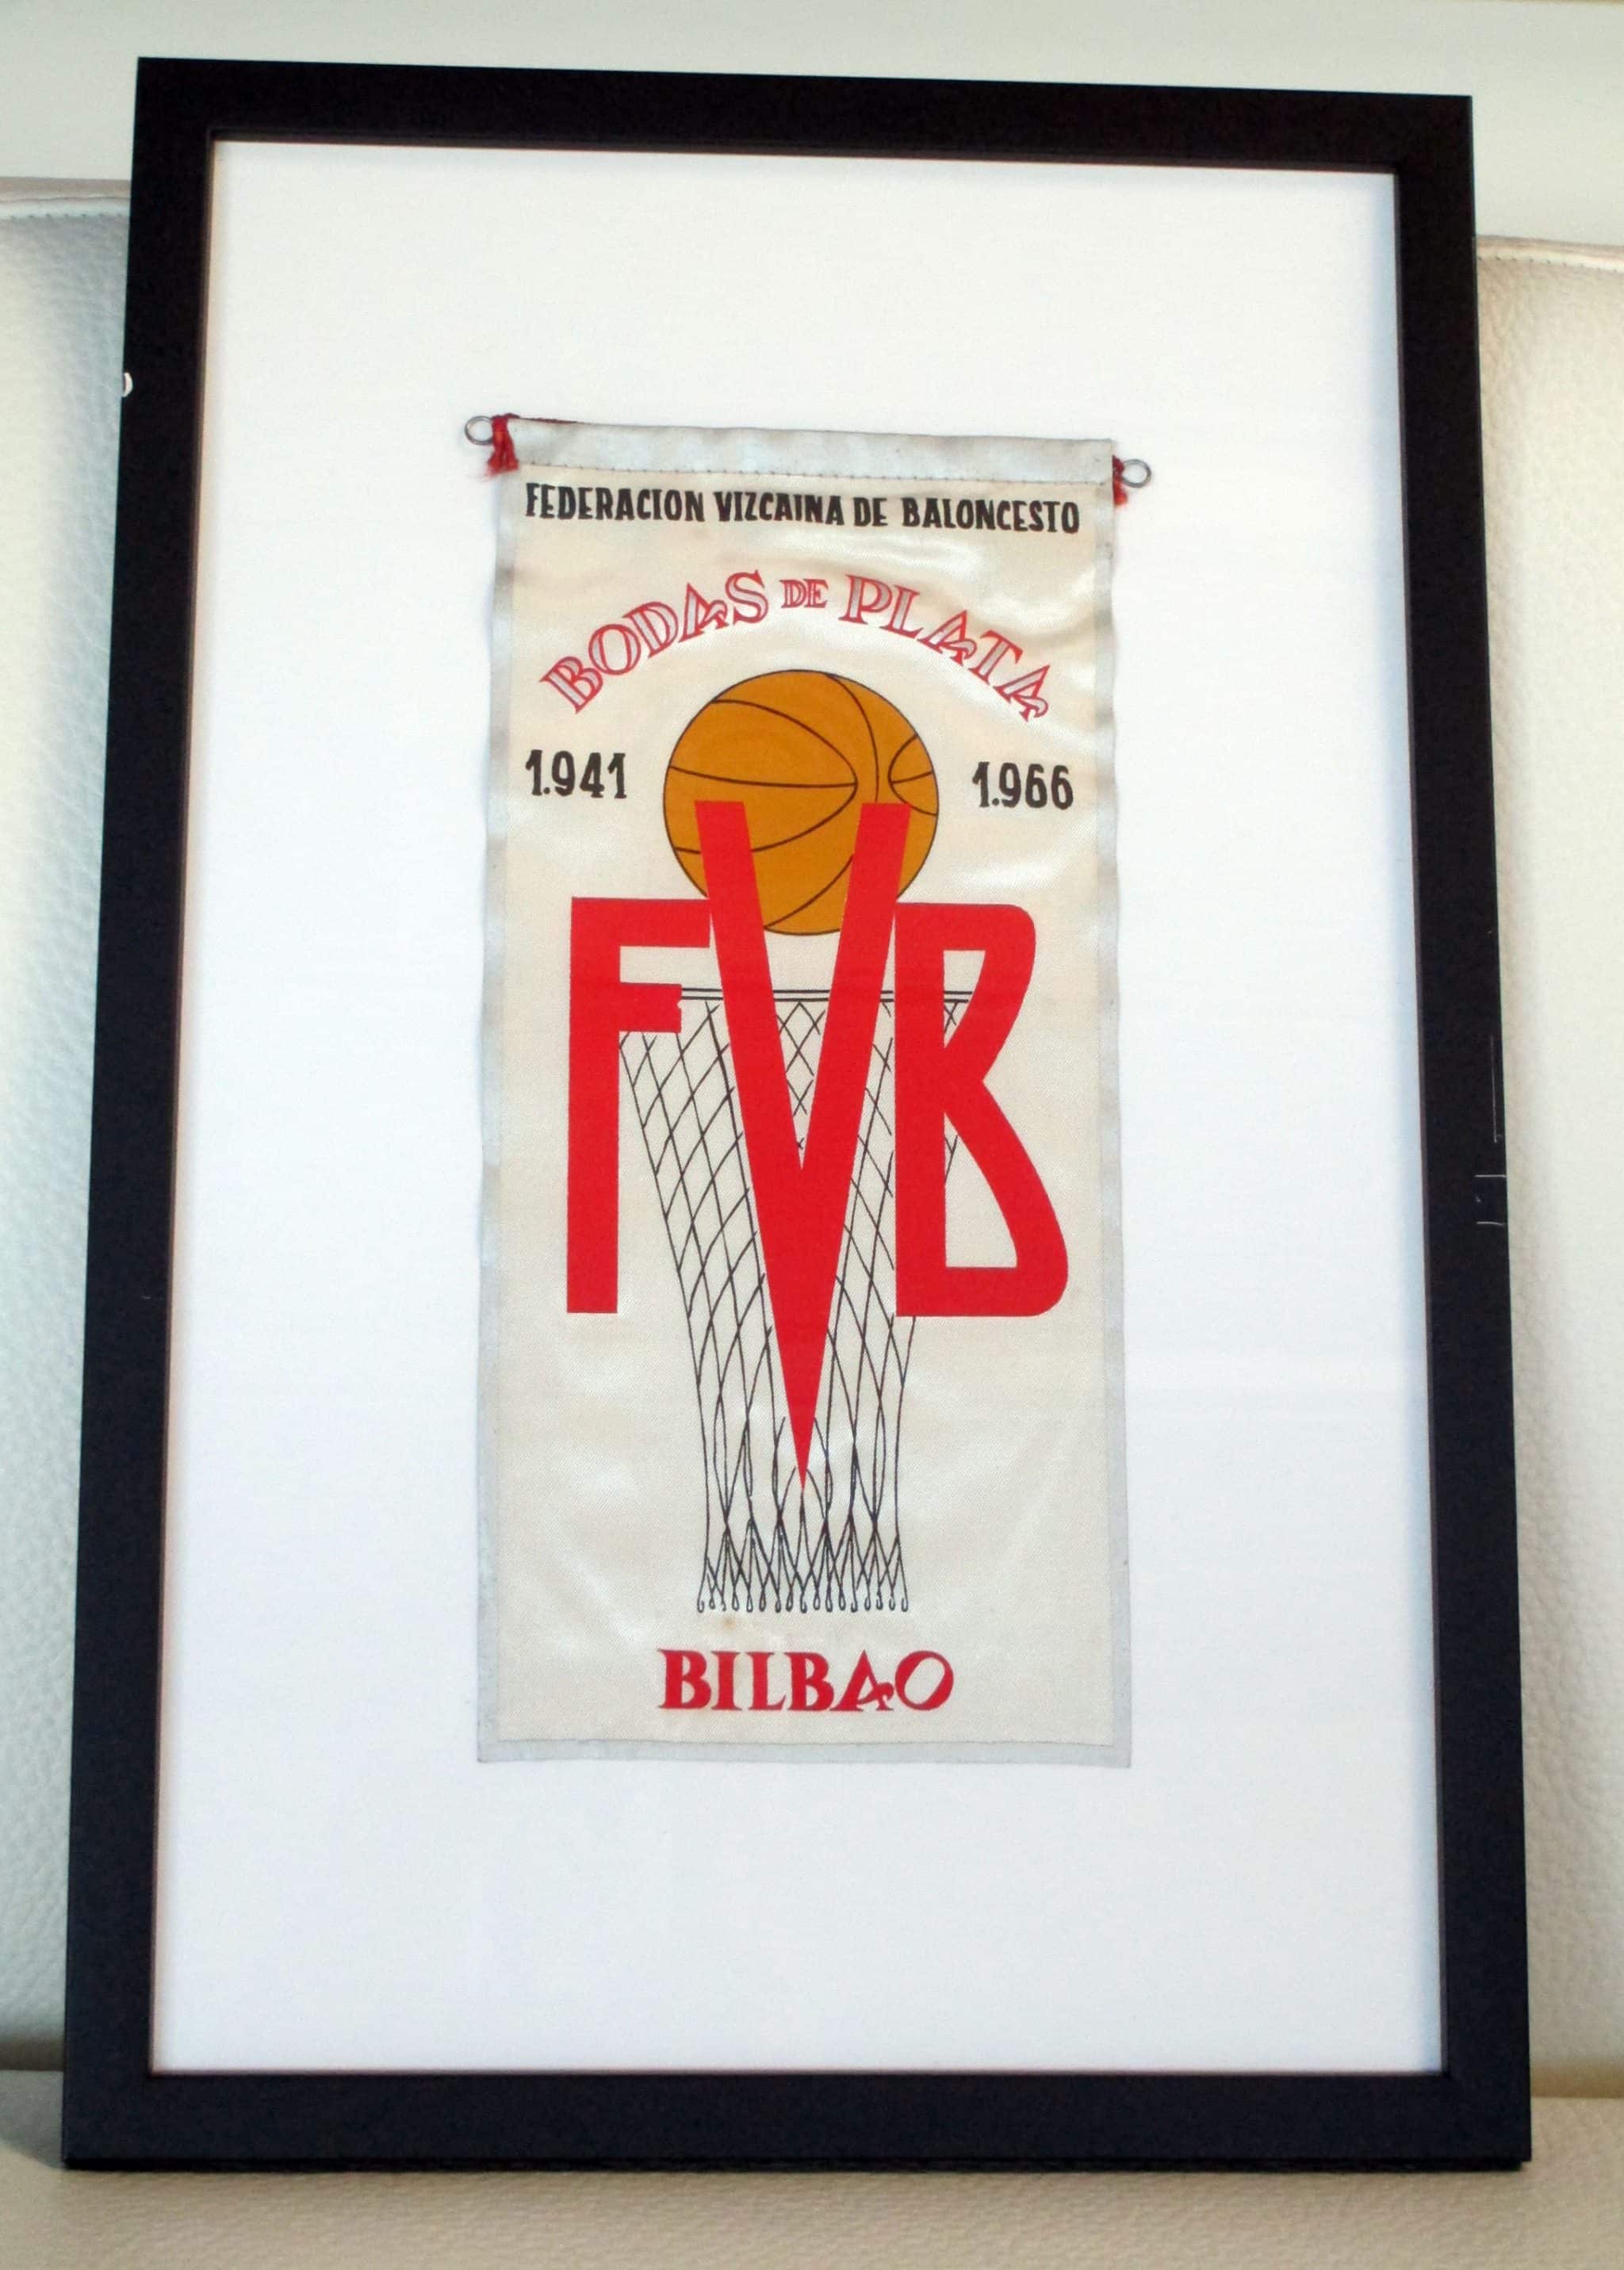 FEDERACION VIZCAINA DE BALONCESTO
BODAS DE PLATA
1.941 1.966
FVB
BILBAO